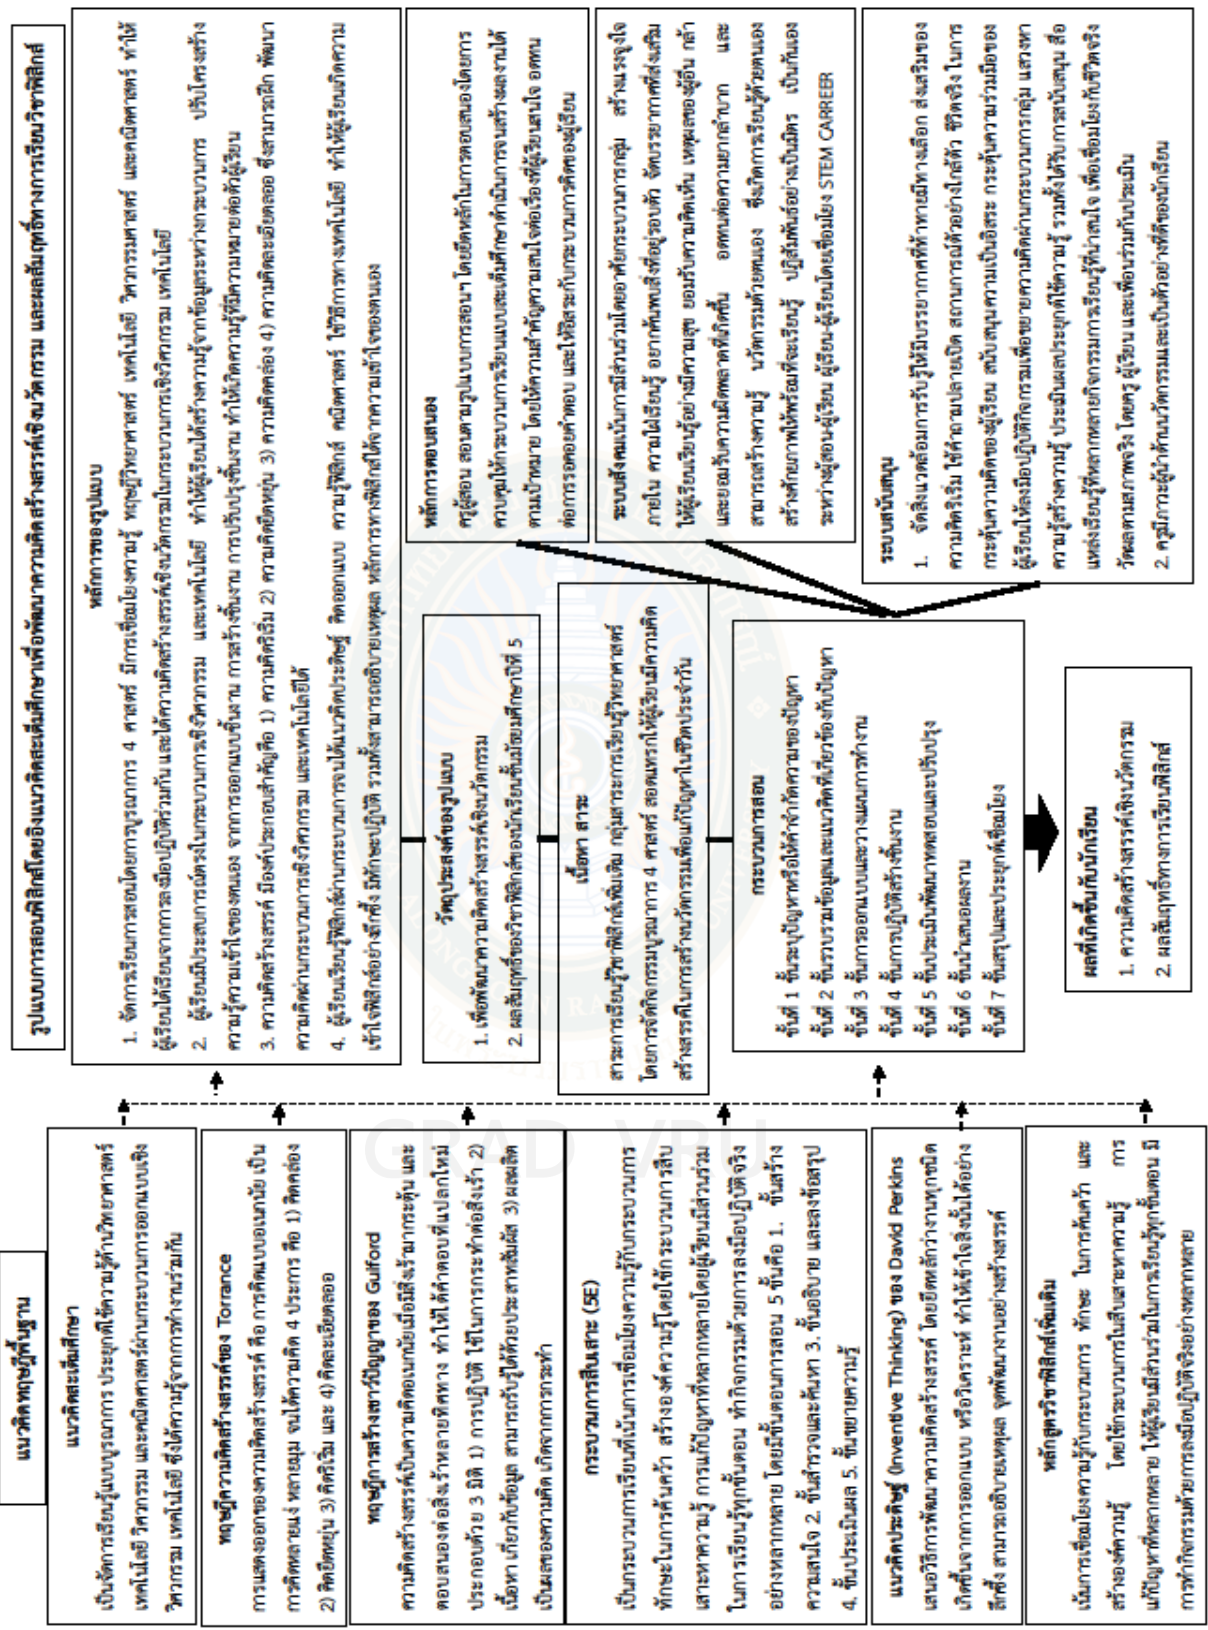 แนวคิดทฤษฎีพื้นฐาน
แนวคิดสะเต็มศึกษา
เป็นจัดการเรียนรู้แบบบูรณาการ ประยุกต์ใช้ความรู้ด้านวิทยาศาสตร์
เทคโนโลยี วิศวกรรม และคณิตศาสตร์ผ่านกระบวนการออกแบบเชิง
วิศวกรรม เทคโนโลยี ซึ่งได้ความรู้จากการทำงานร่วมกัน
ทฤษฎีความคิดสร้างสรรค์ของ Torrance
การแสดงออกของความคิดสร้างสรรค์ คือ การคิดแบบอเนกนัย เป็น
การคิดหลายแง่ หลายมุม จนได้ความคิด 4 ประการ คือ 1) คิดคล่อง
2) คิดยืดหยุ่น 3) คิดริเริ่ม และ 4) คิดละเอียดลออ
ทฤษฎีการสร้างเชาว์ปัญญาของ Guilford
ความคิดสร้างสรรค์เป็นความคิดอเนกนัยเมื่อมีสิ่งเร้ามากระตุ้น และ
ตอบสนองต่อสิ่งเร้าหลายทิศทาง ทำให้ได้คำตอบที่แปลกใหม่
ประกอบด้วย 3 มิติ 1) การปฏิบัติ ใช้ในการกระทำต่อสิ่งเร้า 2)
เนื้อหา เกี่ยวกับข้อมูล สามารถรับรู้ได้ด้วยประสาทสัมผัส 3) ผลผลิต
เป็นผลของความคิด เกิดจากการกระทำ
กระบวนการสืบเสาะ (5E)
เป็นกระบวนการเรียนที่เน้นการเชื่อมโยงความรู้กับกระบวนการ
ทักษะในการค้นคว้า สร้างองค์ความรู้โดยใช้กระบวนการสืบ
เสาะหาความรู้ การแก้ปัญหาที่หลากหลายโดยผู้เรียนมีส่วนร่วม
ในการเรียนรู้ทุกขั้นตอน ทำกิจกรรมด้วยการลงมือปฏิบัติจริง
อย่างหลากหลาย โดยมีขั้นตอนการสอน 5 ขั้นคือ 1. ขั้นสร้าง
ความสนใจ 2. ขั้นสำรวจและค้นหา 3. ขั้นอธิบาย และลงข้อสรุป
4. ขั้นประเมินผล 5. ขั้นขยายความรู้
แนวคิดประดิษฐ์ (Inventive Thinking) ของ David Perkins
เสนอวิธีการพัฒนาความคิดสร้างสรรค์ โดยยึดหลักว่างานทุกชนิด
เกิดขึ้นจากการออกแบบ หรือวิเคราะห์ ทำให้เข้าใจสิ่งนั้นได้อย่าง
ลึกซึ้ง สามารถอธิบายเหตุผล จุดพัฒนางานอย่างสร้างสรรค์
หลักสูตรวิชาฟิสิกส์เพิ่มเติม
เน้นการเชื่อมโยงความรู้กับกระบวนการ ทักษะ ในการค้นคว้า และ
สร้างองค์ความรู้ โดยใช้กระบวนการในสืบเสาะหาความรู้ การ
แก้ปัญหาที่หลากหลาย ให้ผู้เรียนมีส่วนร่วมในการเรียนรู้ทุกขั้นตอน มี
การทำกิจกรรมด้วยการลงมือปฏิบัติจริงอย่างหลากหลาย
รูปแบบการสอนฟิสิกส์โดยอิงแนวคิดสะเต็มศึกษาเพื่อพัฒนาความคิดสร้างสรรค์เชิงนวัตกรรม และผลสัมฤทธิ์ทางการเรียนวิชาฟิสิกส์
หลักการของรูปแบบ
1. จัดการเรียนการสอนโดยการบูรณาการ 4 ศาสตร์ มีการเชื่อมโยงความรู้ ทฤษฎีวิทยาศาสตร์ เทคโนโลยี วิศวกรรมศาสตร์ และคณิตศาสตร์ ทำให้
ผู้เรียนได้เรียนจากการลงมือปฏิบัติร่วมกัน และได้ความคิดสร้างสรรค์เชิงนวัตกรรมในกระบวนการเชิงวิศวกรรม เทคโนโลยี
2. ผู้เรียนมีประสบการณ์ตรงในกระบวนการเชิงวิศวกรรม และเทคโนโลยี ทำให้ผู้เรียนได้สร้างความรู้จากข้อมูลระหว่างกระบวนการ ปรับโครงสร้าง
ความรู้ความเข้าใจของตนเอง จากการออกแบบชิ้นงาน การสร้างชิ้นงาน การปรับปรุงชิ้นงาน ทำให้เกิดความรู้ที่มีความหมายต่อตัวผู้เรียน
3. ความคิดสร้างสรรค์ มีองค์ประกอบสำคัญคือ 1) ความคิดริเริ่ม 2) ความคิดยืดหยุ่น 3) ความคิดคล่อง 4) ความคิดละเอียดลออ ซึ่งสามารถฝึก พัฒนา
ความคิดผ่านกระบวนการเชิงวิศวกรรม และเทคโนโลยีได้
4. ผู้เรียนเรียนรู้ฟิสิกส์ผ่านกระบวนการจนได้แนวคิดประดิษฐ์ คิดออกแบบ ความรู้ฟิสิกส์ คณิตศาสตร์ ใช้วิธีการทางเทคโนโลยี ทำให้ผู้เรียนเกิดความ
เข้าใจฟิสิกส์อย่างลึกซึ้ง มีทักษะปฏิบัติ รวมทั้งสามารถอธิบายเหตุผล หลักการทางฟิสิกส์ได้จากความเข้าใจของตนเอง
วัตถุประสงค์ของรูปแบบ
1. เพื่อพัฒนาความคิดสร้างสรรค์เชิงนวัตกรรม
2. ผลสัมฤทธิ์ของวิชาฟิสิกส์ของนักเรียนชั้นมัธยมศึกษาปีที่ 5
เนื้อหา สาระ
สาระการเรียนรู้วิชาฟิสิกส์เพิ่มเติม กลุ่มสาระการเรียนรู้วิทยาศาสตร์
โดยการจัดกิจกรรมบูรณาการ 4 ศาสตร์ สอดแทรกให้ผู้เรียนมีความคิด
สร้างสรรค์ในการสร้างนวัตกรรมเพื่อแก้ปัญหาในชีวิตประจำวัน
กระบวนการสอน
ขั้นที่ 1 ขั้นระบุปัญหาหรือให้คำจำกัดความของปัญหา
ขั้นที่ 2 ขั้นรวบรวมข้อมูลและแนวคิดที่เกี่ยวข้องกับปัญหา
ขั้นที่ 3 ขั้นการออกแบบและวางแผนการทำงาน
ขั้นที่ 4 ขั้นการปฏิบัติสร้างชิ้นงาน
ขั้นที่ 5 ขั้นประเมินพัฒนาทดสอบและปรับปรุง
ขั้นที่ 6 ขั้นนำเสนอผลงาน
ขั้นที่ 7 ขั้นสรุปและประยุกต์เชื่อมโยง
ผลที่เกิดขึ้นกับนักเรียน
1. ความคิดสร้างสรรค์เชิงนวัตกรรม
2. ผลสัมฤทธิ์ทางการเรียนฟิสิกส์
หลักการตอบสนอง
ครูผู้สอน สอนตามรูปแบบการสอนฯ โดยยึดหลักในการตอบสนองโดยการ
ควบคุมให้กระบวนการเรียนแบบสะเต็มศึกษาดำเนินการจนสร้างผลงานได้
ตามเป้าหมาย โดยให้ความสำคัญความสนใจต่อเรื่องที่ผู้เรียนสนใจ อดทน
ต่อการรอคอยคำตอบ และให้อิสระกับกระบวนการคิดของผู้เรียน
ระบบสังคมเน้นการมีส่วนร่วมโดยอาศัยกระบวนการกลุ่ม สร้างแรงจูงใจ
ภายใน ความใฝ่เรียนรู้ อยากค้นพบสิ่งที่อยู่รอบตัว จัดบรรยากาศที่ส่งเสริม
ให้ผู้เรียนเรียนรู้อย่างมีความสุข ยอมรับความคิดเห็น เหตุผลของผู้อื่น กล้า
และยอมรับความผิดพลาดที่เกิดขึ้น อดทนต่อความยากลำบาก และ
สามารถสร้างความรู้ นวัตกรรมด้วยตนเอง ซึ่งเกิดการเรียนรู้ด้วยตนเอง
สร้างศักยภาพให้พร้อมที่จะเรียนรู้ ปฏิสัมพันธ์อย่างเป็นมิตร เป็นกันเอง
ระหว่างผู้สอน-ผู้เรียน ผู้เรียน-ผู้เรียนโดยเชื่อมโยง STEM CAREER
ระบบสนับสนุน
1. จัดสิ่งแวดล้อมการรับรู้ให้มีบรรยากาศที่ท้าทายมีทางเลือก ส่งเสริมของ
ความคิดริเริ่ม ใช้คำถามปลายเปิด สถานการณ์ตัวอย่างใกล้ตัว ชีวิตจริง ในการ
กระตุ้นความคิดของผู้เรียน สนับสนุนความเป็นอิสระ กระตุ้นความร่วมมือของ
ผู้เรียนให้ลงมือปฏิบัติกิจกรรมเพื่อขยายความคิดผ่านกระบวนการกลุ่ม แสวงหา
ความรู้สร้างความรู้ ประเมินผลประยุกต์ใช้ความรู้ รวมทั้งได้รับการสนับสนุน สื่อ
แหล่งเรียนรู้ที่หลากหลายกิจกรรมการเรียนรู้ที่น่าสนใจ เพื่อเชื่อมโยงกับชีวิตจริง
วัดผลตามสภาพจริง โดยครู ผู้เรียน และเพื่อนร่วมกันประเมิน
2. ครูมีภาวะผู้นำด้านนวัตกรรมและเป็นตัวอย่างที่ดีของนักเรียน
GRAD VRU